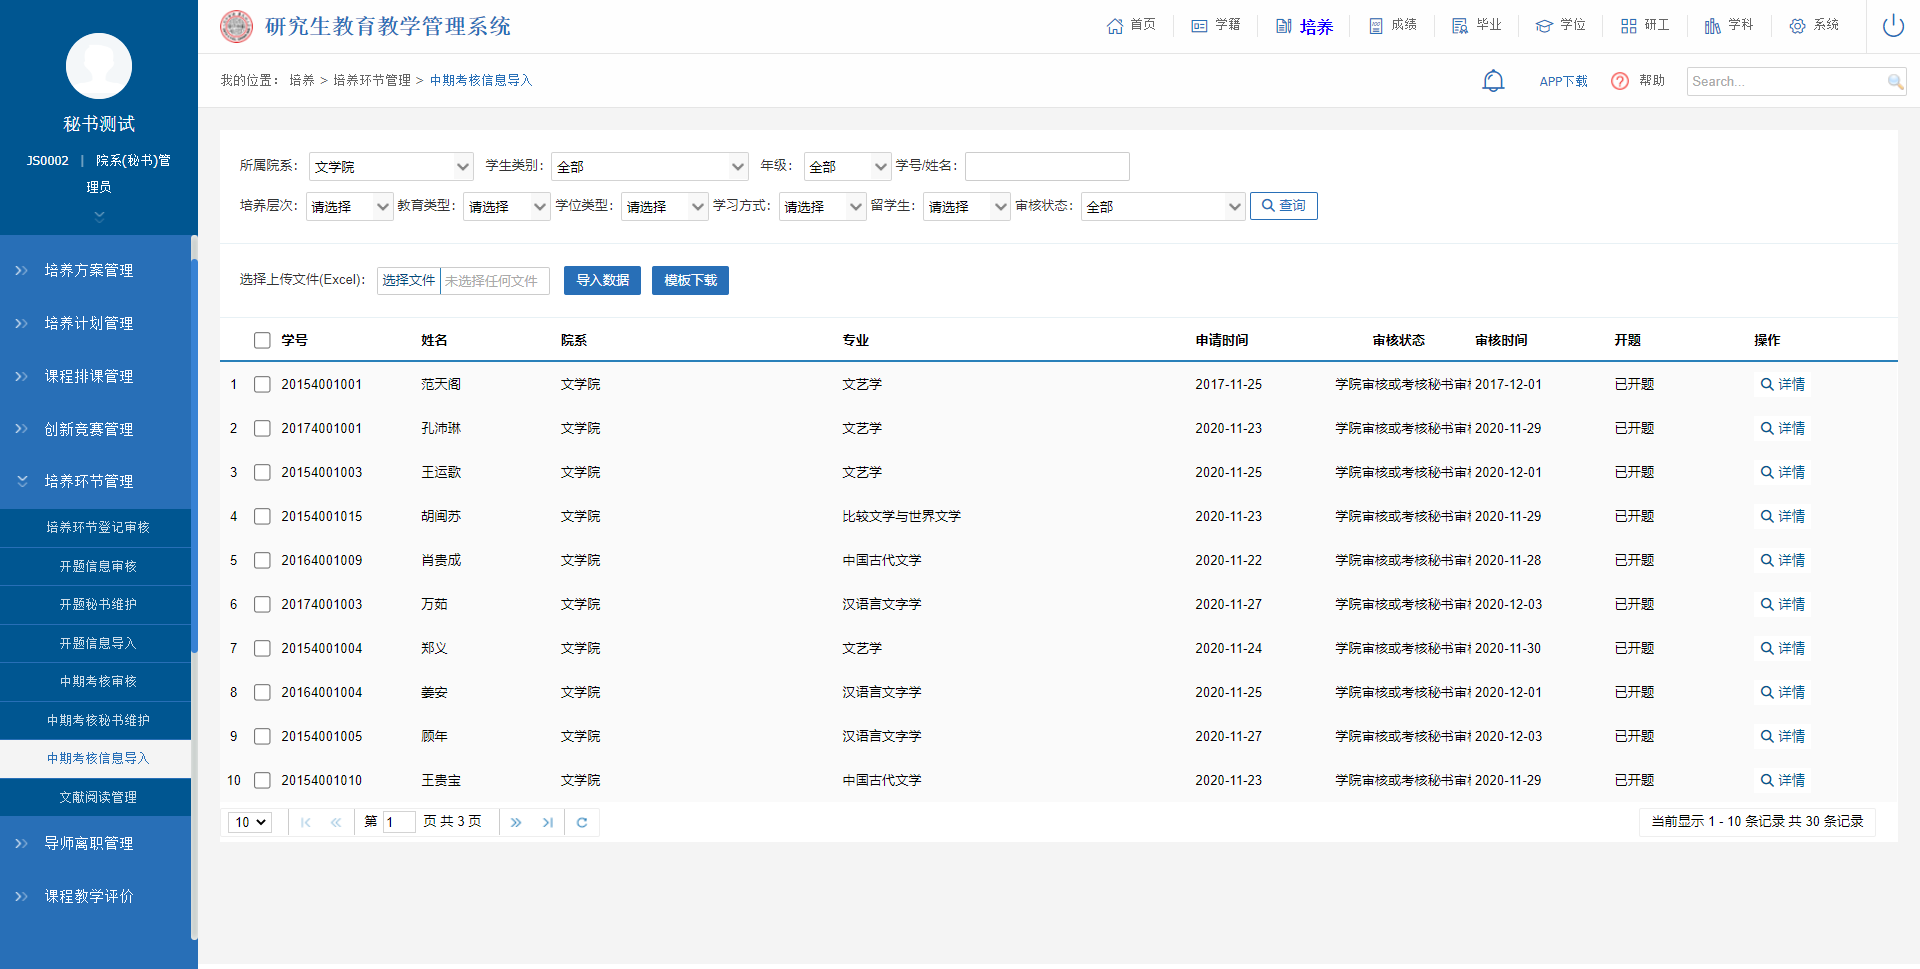 研究生教育教学管理系统
首页 学籍 培养 成绩 毕业 学位 研工 学科 系统
秘书测试
JS0002 | 院系(秘书)管
理员
我的位置： 培养 > 培养环节管理 > 中期考核信息导入
APP下载 帮助 Search...
培养方案管理
培养计划管理
课程排课管理
创新竞赛管理
培养环节管理
培养环节登记审核
开题信息审核
开题秘书维护
开题信息导入
中期考核审核
中期考核秘书维护
中期考核信息导入
文献阅读管理
导师离职管理
课程教学评价
所属院系： 文学院 学生类别： 全部 年级： 全部 学号/姓名：
培养层次： 请选择 教育类型： 请选择 学位类型： 请选择 学习方式： 请选择 留学生： 请选择 审核状态： 全部 查询
选择上传文件(Excel)： 选择文件 未选择任何文件 导入数据 模板下载
学号 姓名 院系 专业 申请时间 审核状态 审核时间 开题 操作
1 20154001001 范天阁 文学院 文艺学 2017-11-25 学院审核或考核秘书审 2017-12-01 已开题 详情
2 20174001001 孔沛琳 文学院 文艺学 2020-11-23 学院审核或考核秘书审 2020-11-29 已开题 详情
3 20154001003 王运歌 文学院 文艺学 2020-11-25 学院审核或考核秘书审 2020-12-01 已开题 详情
4 20154001015 胡闽苏 文学院 比较文学与世界文学 2020-11-23 学院审核或考核秘书审 2020-11-29 已开题 详情
5 20164001009 肖贵成 文学院 中国古代文学 2020-11-22 学院审核或考核秘书审 2020-11-28 已开题 详情
6 20174001003 万茹 文学院 汉语言文字学 2020-11-27 学院审核或考核秘书审 2020-12-03 已开题 详情
7 20154001004 郑义 文学院 文艺学 2020-11-24 学院审核或考核秘书审 2020-11-30 已开题 详情
8 20164001004 姜安 文学院 汉语言文字学 2020-11-25 学院审核或考核秘书审 2020-12-01 已开题 详情
9 20154001005 顾年 文学院 汉语言文字学 2020-11-27 学院审核或考核秘书审 2020-12-03 已开题 详情
10 20154001010 王贵宝 文学院 中国古代文学 2020-11-23 学院审核或考核秘书审 2020-11-29 已开题 详情
10 第 1 页 共 3 页 当前显示 1 - 10 条记录 共 30 条记录